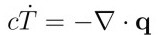 $c\dot{T} = -\nabla \cdot \mathbf{q}$